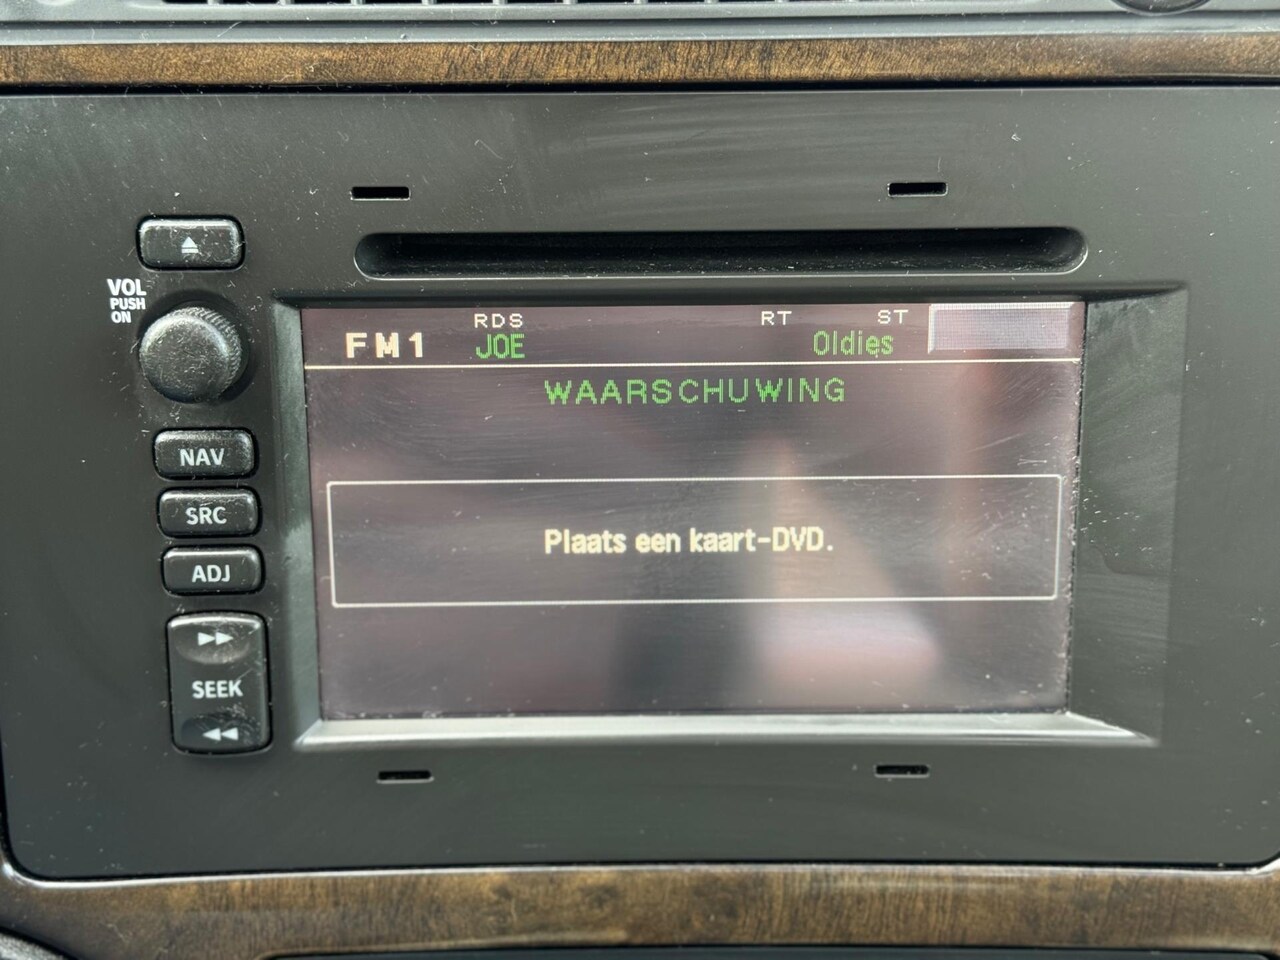 VOL
PUSH
ON
NAV
SRC
ADJ
SEEK
RDS RT ST
FM1 JOE Oldies
WAARSCHUWING
Plaats een kaart-DVD.